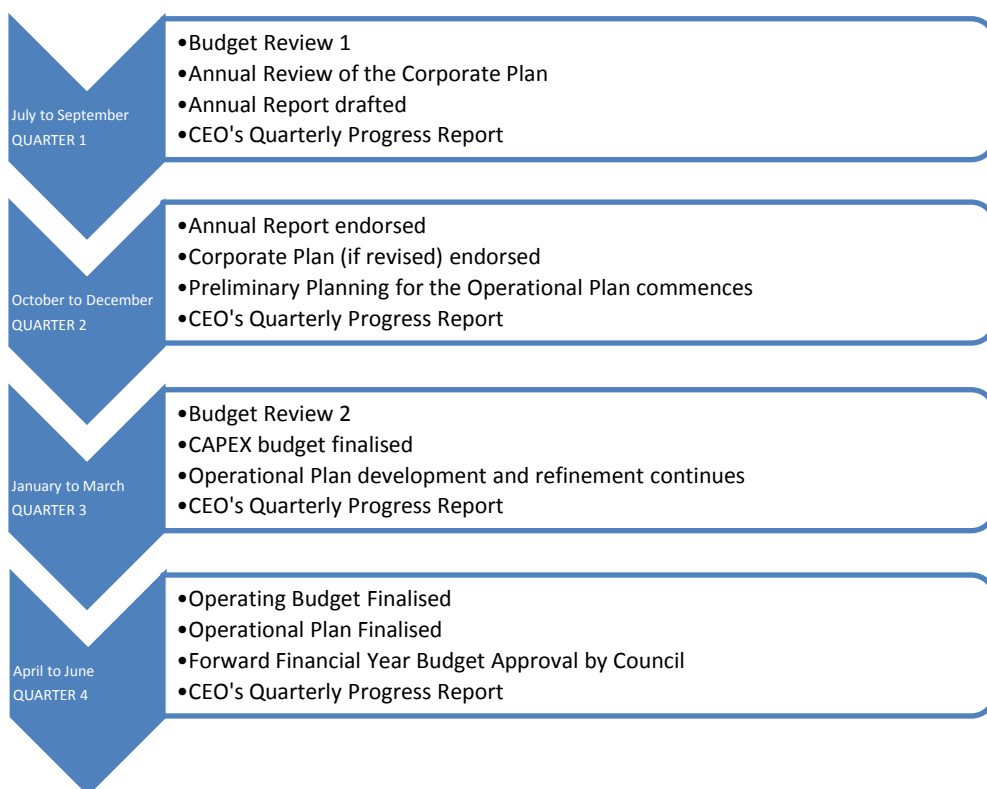 July to September
QUARTER 1
•Budget Review 1
•Annual Review of the Corporate Plan
•Annual Report drafted
•CEO's Quarterly Progress Report
October to December
QUARTER 2
•Annual Report endorsed
•Corporate Plan (if revised) endorsed
•Preliminary Planning for the Operational Plan commences
•CEO's Quarterly Progress Report
January to March
QUARTER 3
•Budget Review 2
•CAPEX budget finalised
•Operational Plan development and refinement continues
•CEO's Quarterly Progress Report
April to June
QUARTER 4
•Operating Budget Finalised
•Operational Plan Finalised
•Forward Financial Year Budget Approval by Council
•CEO's Quarterly Progress Report